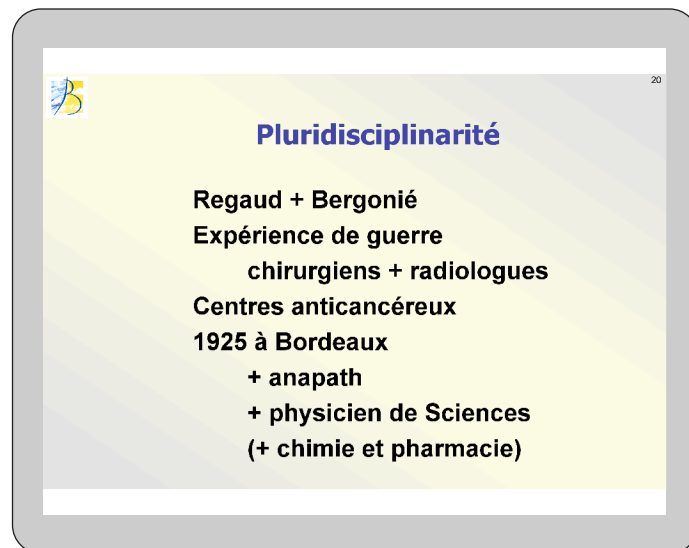 20
Pluridisciplinarité
Regaud + Bergonié
Expérience de guerre
chirurgiens + radiologues
Centres anticancéreux
1925 à Bordeaux
+ anapath
+ physicien de Sciences
(+ chimie et pharmacie)